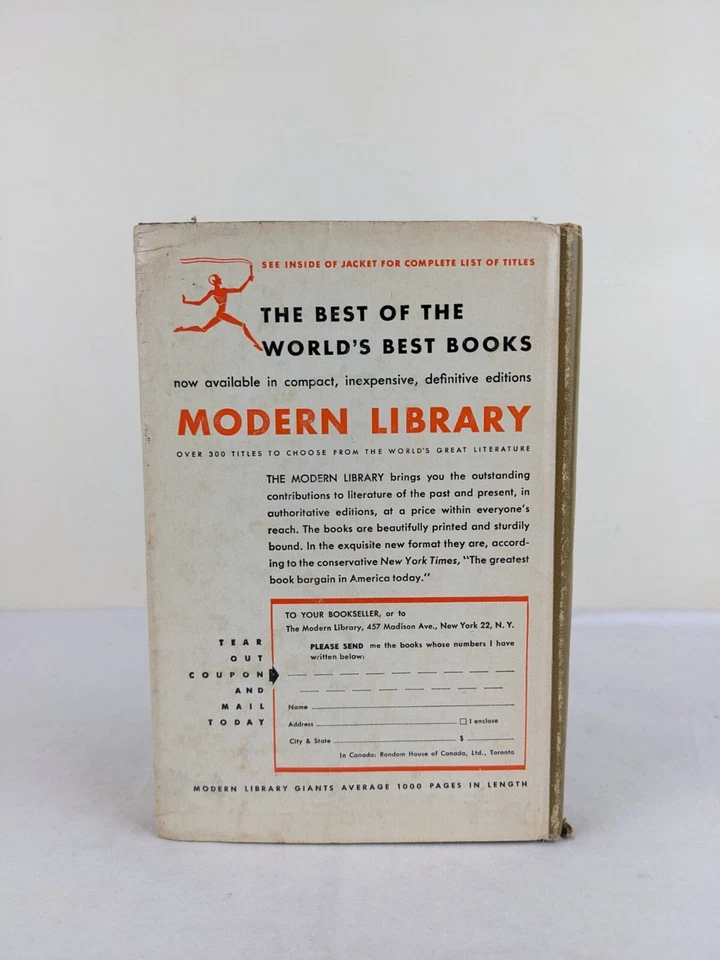 SEE INSIDE OF JACKET FOR COMPLETE LIST OF TITLES
THE BEST OF THE
WORLD'S BEST BOOKS
now available in compact, inexpensive, definitive editions
MODERN LIBRARY
OVER 300 TITLES TO CHOOSE FROM THE WORLD'S GREAT LITERATURE
THE MODERN LIBRARY brings you the outstanding
contributions to literature of the past and present, in
authoritative editions, at a price within everyone's
reach. The books are beautifully printed and sturdily
bound. In the exquisite new format they are, accord-
ing to the conservative New York Times, "The greatest
book bargain in America today."
TEAR
OUT
COUPON
AND
MAIL
TODAY
TO YOUR BOOKSELLER, or to
The Modern Library, 457 Madison Ave., New York 22, N. Y.
PLEASE SEND me the books whose numbers I have
written below:
Name
Address □ I enclose
City & State $
In Canada: Random House of Canada, Ltd., Toronto
MODERN LIBRARY GIANTS AVERAGE 1000 PAGES IN LENGTH